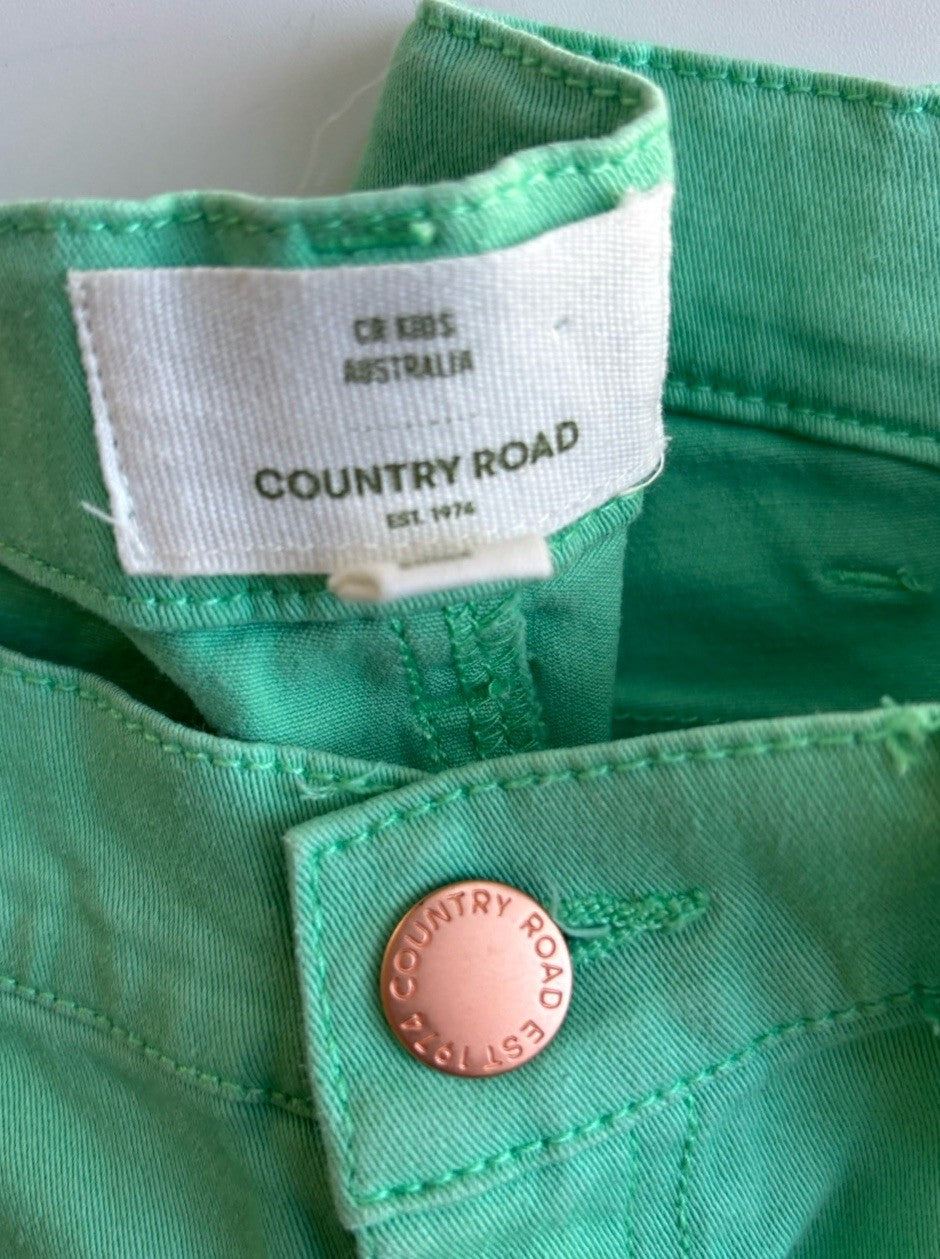 CR KIDS
AUSTRALIA
COUNTRY ROAD
EST. 1974
COUNTRY ROAD EST 1974